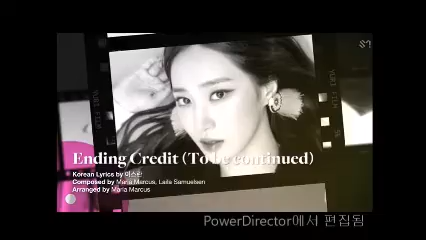 Ending Credit (To be continued)
Korean Lyrics by 이스란
Composed by Maria Marcus, Laila Samuelsen
Arranged by Maria Marcus
PowerDirector에서 편집됨